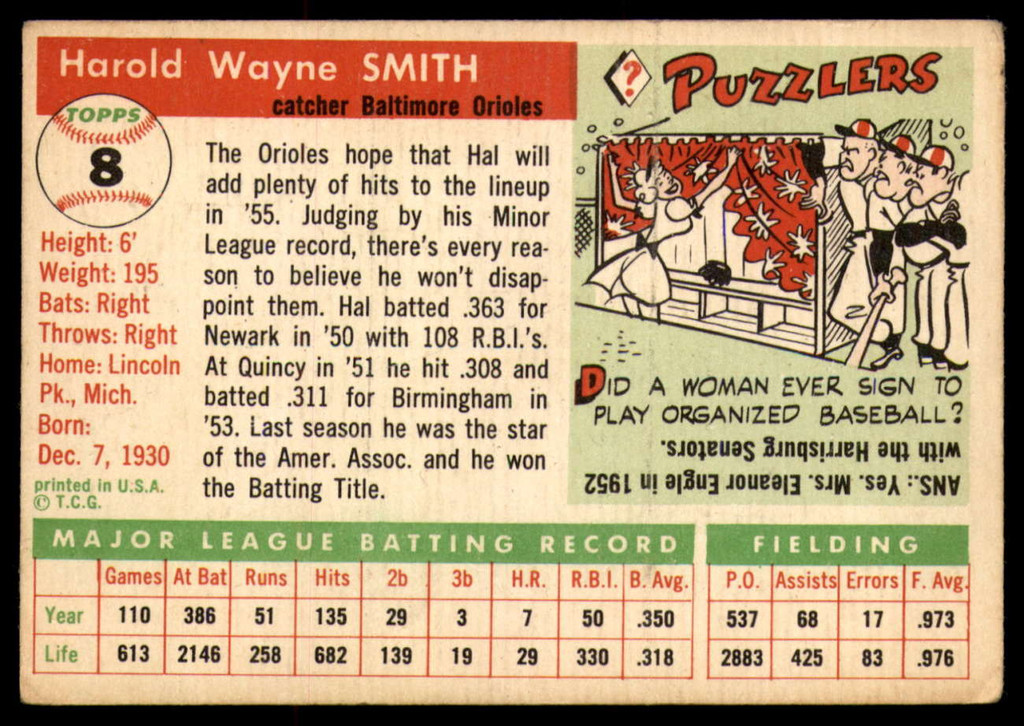 Harold Wayne SMITH
catcher Baltimore Orioles
TOPPS
8
Height: 6'
Weight: 195
Bats: Right
Throws: Right
Home: Lincoln
Pk., Mich.
Born:
Dec. 7, 1930
printed in U.S.A.
© T.C.G.
The Orioles hope that Hal will
add plenty of hits to the lineup
in '55. Judging by his Minor
League record, there's every rea-
son to believe he won't disap-
point them. Hal batted .363 for
Newark in '50 with 108 R.B.I.'s.
At Quincy in '51 he hit .308 and
batted .311 for Birmingham in
'53. Last season he was the star
of the Amer. Assoc. and he won
the Batting Title.
? PUZZLERS
DID A WOMAN EVER SIGN TO
PLAY ORGANIZED BASEBALL?
ANS.: Yes. Mrs. Eleanor Engle in 1952
with the Harrisburg Senators.
MAJOR LEAGUE BATTING RECORD
Games At Bat Runs Hits 2b 3b H.R. R.B.I. B. Avg.
Year 110 386 51 135 29 3 7 50 .350
Life 613 2146 258 682 139 19 29 330 .318
FIELDING
P.O. Assists Errors F. Avg.
537 68 17 .973
2883 425 83 .976